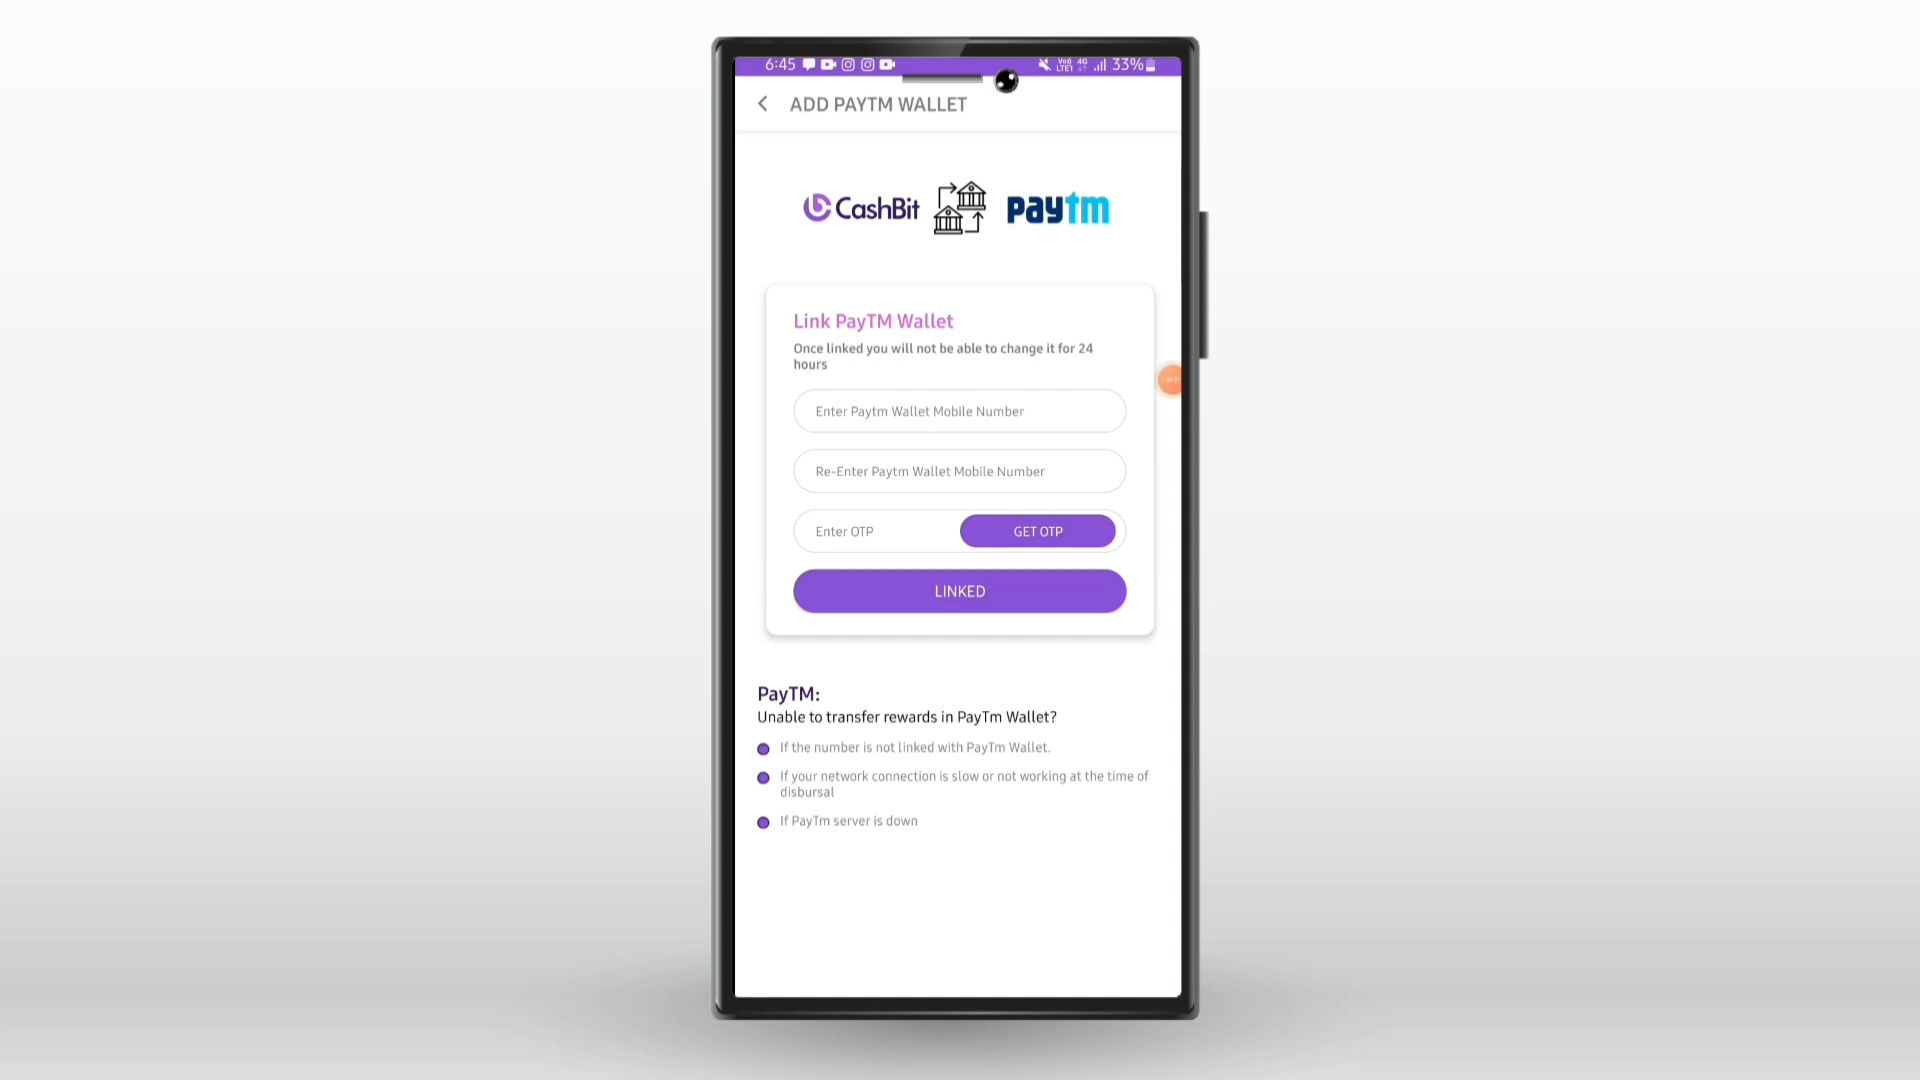 6:45 33%
ADD PAYTM WALLET
CashBit paytm
Link PayTM Wallet
Once linked you will not be able to change it for 24
hours
Enter Paytm Wallet Mobile Number
Re-Enter Paytm Wallet Mobile Number
Enter OTP GET OTP
LINKED
PayTM:
Unable to transfer rewards in PayTm Wallet?
If the number is not linked with PayTm Wallet.
If your network connection is slow or not working at the time of
disbursal
If PayTm server is down